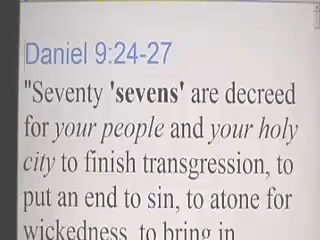 Daniel 9:24-27
"Seventy 'sevens' are decreed
for your people and your holy
city to finish transgression, to
put an end to sin, to atone for
wickedness, to bring in